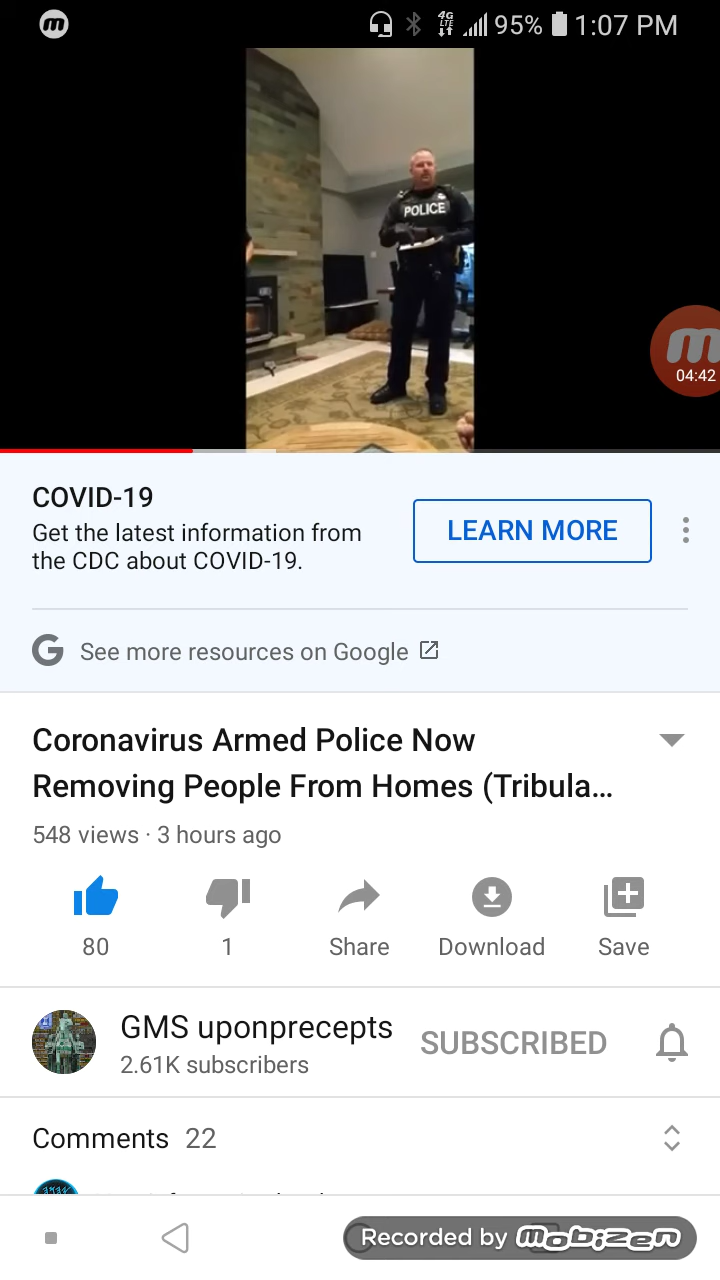 m
4G
LTE
95%
1:07 PM
POLICE
m
04:42
COVID-19
Get the latest information from
the CDC about COVID-19.
LEARN MORE
G See more resources on Google
Coronavirus Armed Police Now
Removing People From Homes (Tribula...
548 views · 3 hours ago
80
1
Share
Download
Save
GMS uponprecepts
2.61K subscribers
SUBSCRIBED
Comments 22
Recorded by mobizen